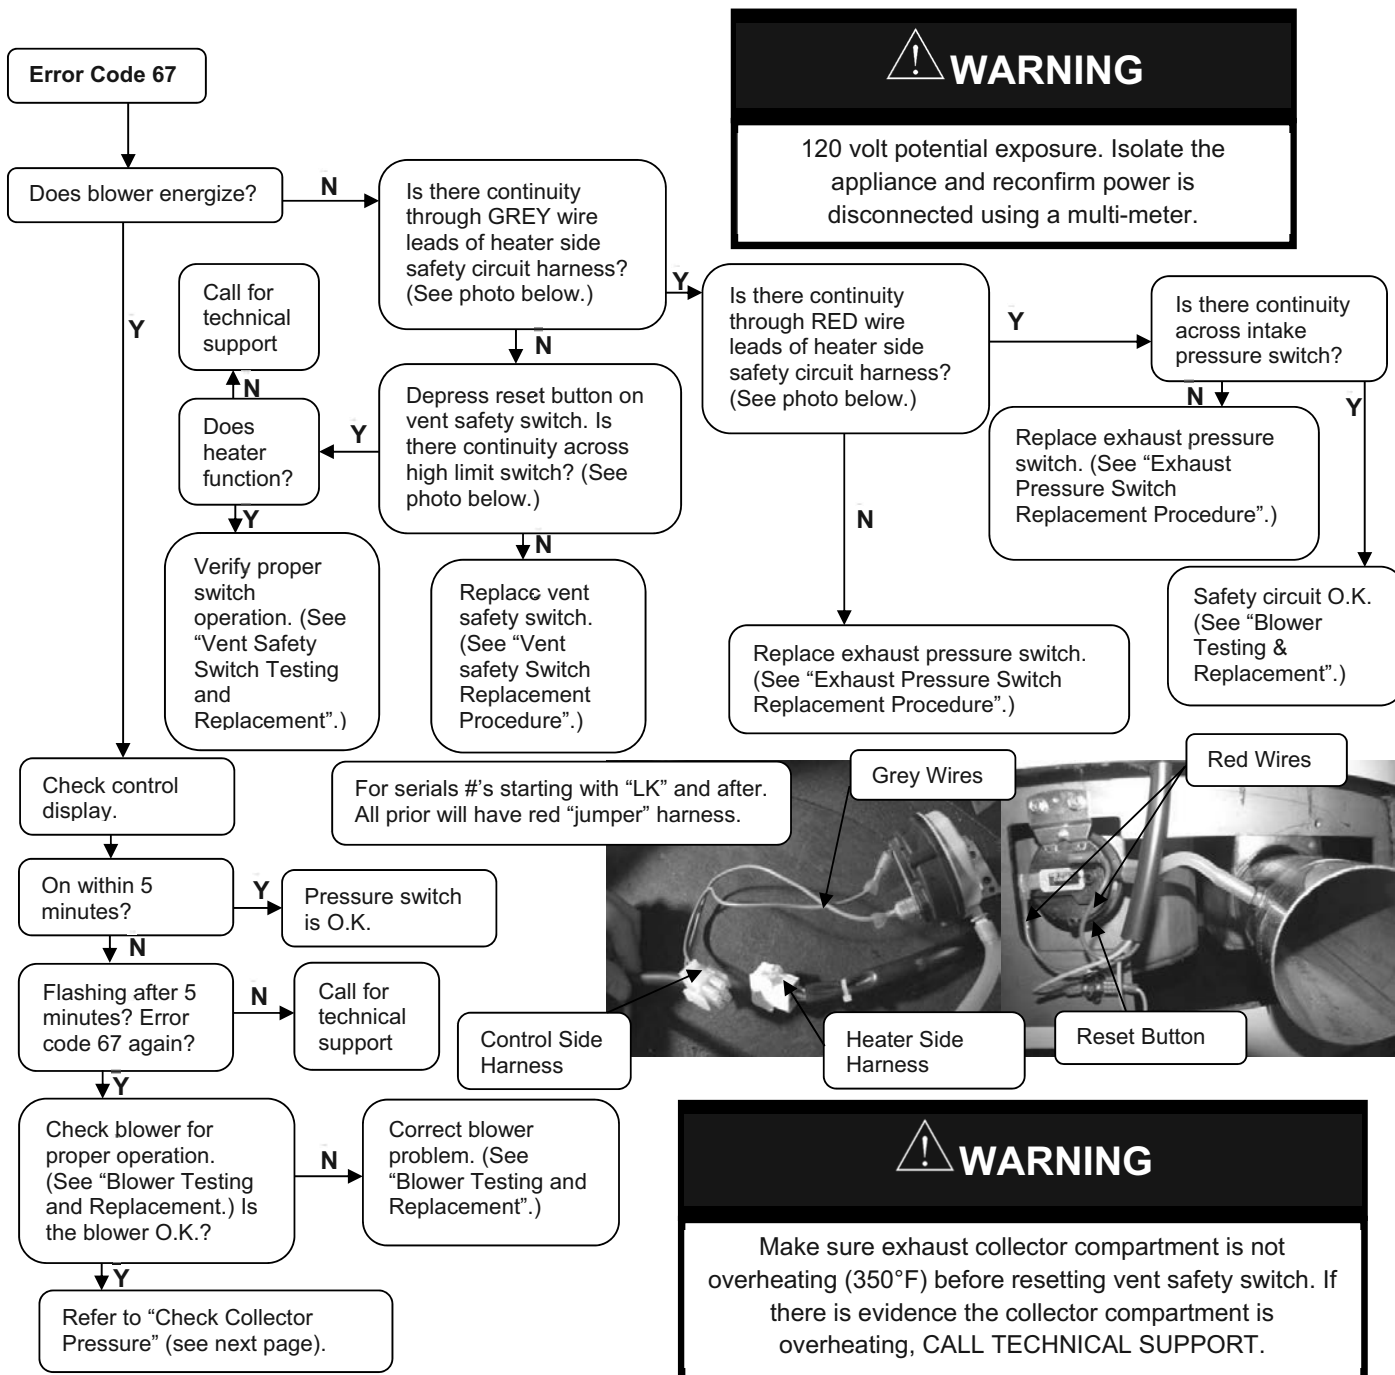 Error Code 67
WARNING
120 volt potential exposure. Isolate the
appliance and reconfirm power is
disconnected using a multi-meter.
Does blower energize?
N
Is there continuity
through GREY wire
leads of heater side
safety circuit harness?
(See photo below.)
Y
Is there continuity
through RED wire
leads of heater side
safety circuit harness?
(See photo below.)
Y
Is there continuity
across intake
pressure switch?
Y
Call for
technical
support
N
N
Does
heater
function?
Y
Depress reset button on
vent safety switch. Is
there continuity across
high limit switch? (See
photo below.)
N
Y
Replace exhaust pressure
switch. (See “Exhaust
Pressure Switch
Replacement Procedure”.)
Y
N
N
Verify proper
switch
operation. (See
“Vent Safety
Switch Testing
and
Replacement”.)
Replace vent
safety switch.
(See “Vent
safety Switch
Replacement
Procedure”.)
Replace exhaust pressure switch.
(See “Exhaust Pressure Switch
Replacement Procedure”.)
Safety circuit O.K.
(See “Blower
Testing &
Replacement”.)
Check control
display.
For serials #’s starting with “LK” and after.
All prior will have red “jumper” harness.
Grey Wires
Red Wires
On within 5
minutes?
Y
Pressure switch
is O.K.
N
Flashing after 5
minutes? Error
code 67 again?
N
Call for
technical
support
Control Side
Harness
Heater Side
Harness
Reset Button
Y
Check blower for
proper operation.
(See “Blower Testing
and Replacement.) Is
the blower O.K.?
N
Correct blower
problem. (See
“Blower Testing and
Replacement”.)
Y
Refer to “Check Collector
Pressure” (see next page).
WARNING
Make sure exhaust collector compartment is not
overheating (350°F) before resetting vent safety switch. If
there is evidence the collector compartment is
overheating, CALL TECHNICAL SUPPORT.